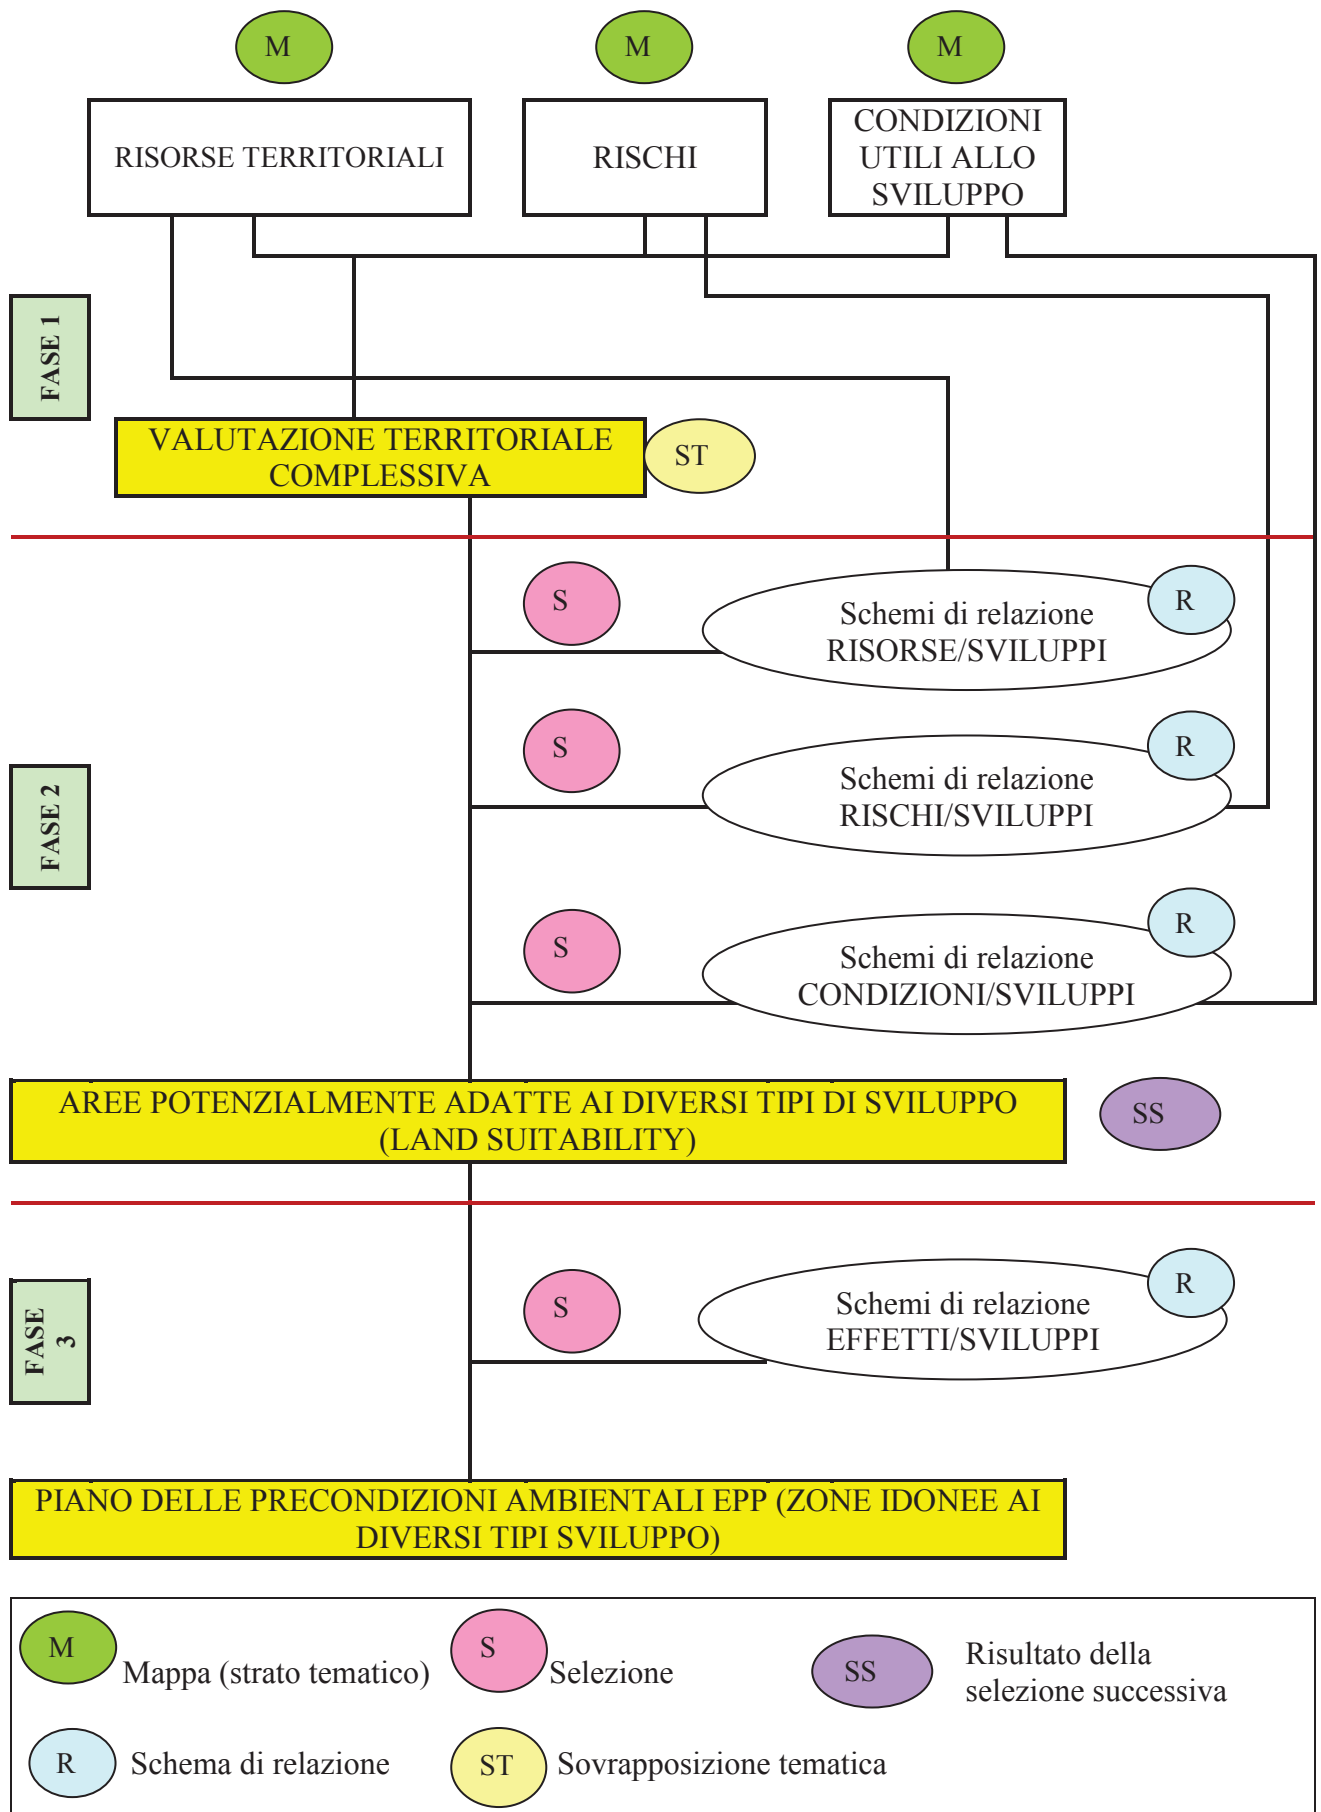 M
M
M
RISORSE TERRITORIALI
RISCHI
CONDIZIONI
UTILI ALLO
SVILUPPO
FASE 1
VALUTAZIONE TERRITORIALE
COMPLESSIVA
ST
S
Schemi di relazione
RISORSE/SVILUPPI
R
FASE 2
S
Schemi di relazione
RISCHI/SVILUPPI
R
S
Schemi di relazione
CONDIZIONI/SVILUPPI
R
AREE POTENZIALMENTE ADATTE AI DIVERSI TIPI DI SVILUPPO
(LAND SUITABILITY)
SS
FASE
3
S
Schemi di relazione
EFFETTI/SVILUPPI
R
PIANO DELLE PRECONDIZIONI AMBIENTALI EPP (ZONE IDONEE AI
DIVERSI TIPI SVILUPPO)
M
Mappa (strato tematico)
S
Selezione
SS
Risultato della
selezione successiva
R
Schema di relazione
ST
Sovrapposizione tematica